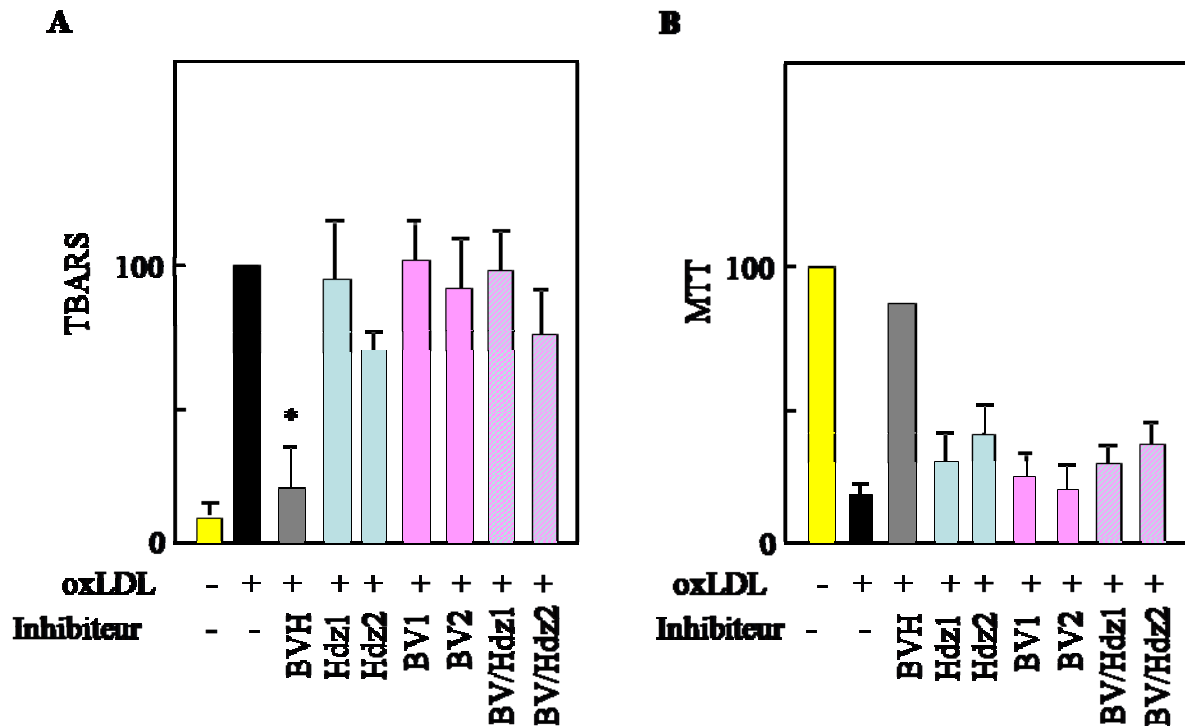 A
TBARS
100
0
oxLDL - + + + + + + + +
Inhibiteur - - BVH Hdz1 Hdz2 BV1 BV2 BV/Hdz1 BV/Hdz2
*
B
MTT
100
0
oxLDL - + + + + + + + +
Inhibiteur - - BVH Hdz1 Hdz2 BV1 BV2 BV/Hdz1 BV/Hdz2